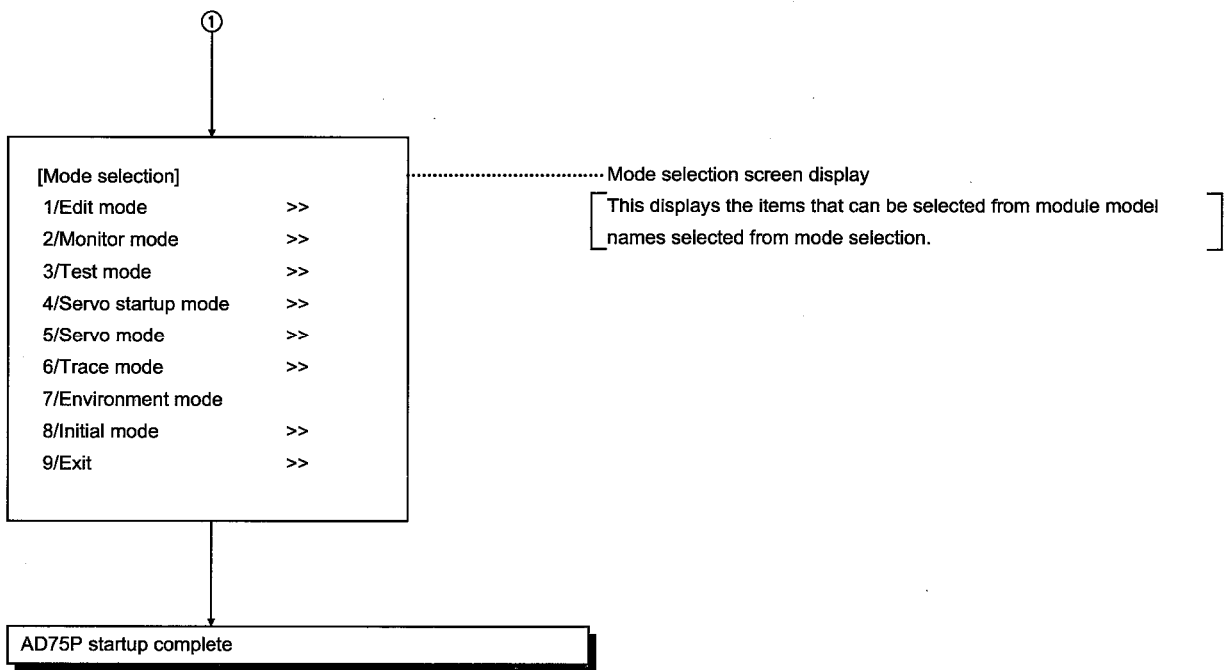 ①
[Mode selection]
1/Edit mode >>
2/Monitor mode >>
3/Test mode >>
4/Servo startup mode >>
5/Servo mode >>
6/Trace mode >>
7/Environment mode
8/Initial mode >>
9/Exit >>
Mode selection screen display
This displays the items that can be selected from module model
names selected from mode selection.
AD75P startup complete